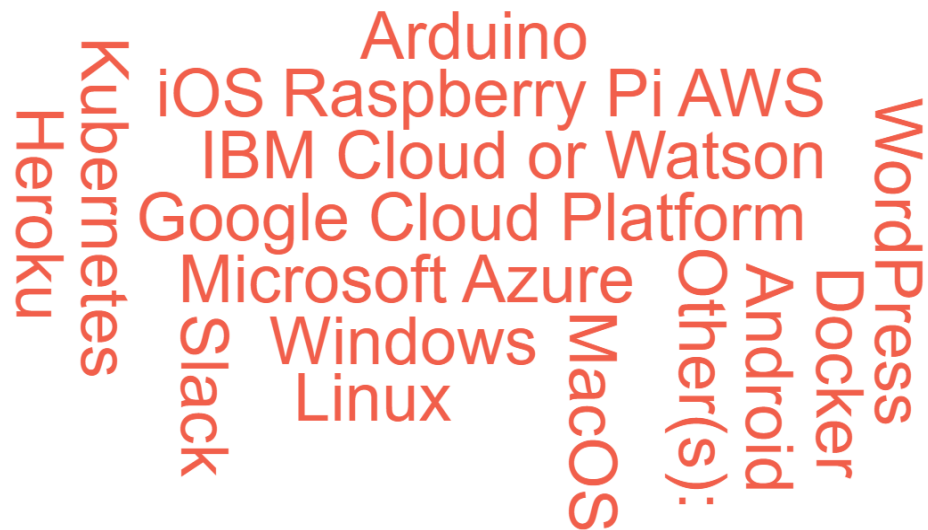 Arduino
iOS
Raspberry Pi
AWS
IBM Cloud or Watson
Google Cloud Platform
Microsoft Azure
Windows
Linux
Heroku
Kubernetes
Slack
MacOS
Other(s):
Android
Docker
WordPress